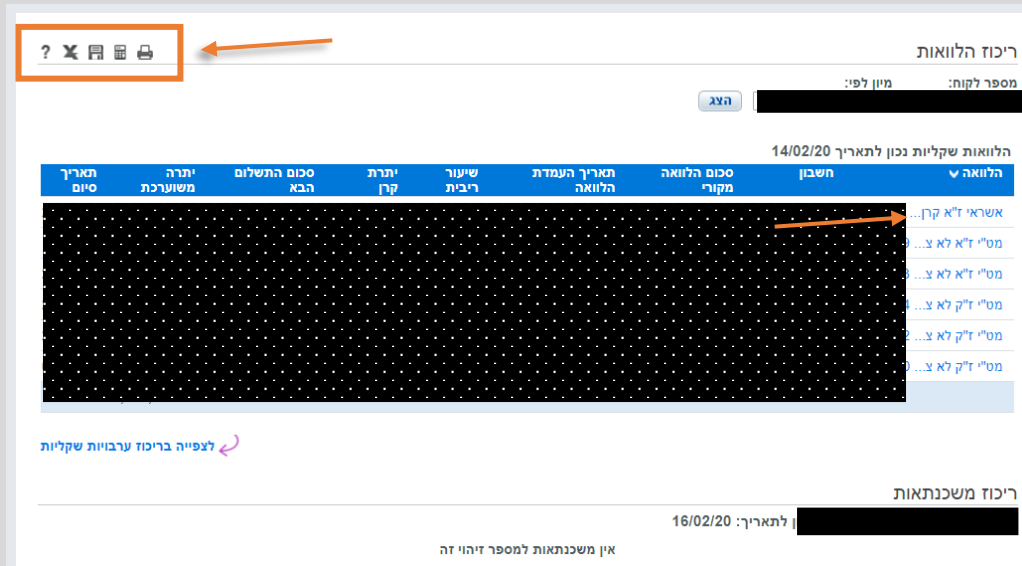 ?
ריכוז הלוואות
מספר לקוח: מיון לפי:
הצג
הלוואות שקליות נכון לתאריך 14/02/20
הלוואה חשבון סכום הלוואה מקורי תאריך העמדת הלוואה שיעור ריבית יתרת קרן סכום התשלום הבא יתרה משוערכת תאריך סיום
אשראי ז"א קרן...
מט"י ז"א לא צ...
מט"י ז"א לא צ...
מט"י ז"ק לא צ...
מט"י ז"ק לא צ...
מט"י ז"ק לא צ...
לצפייה בריכוז ערבויות שקליות
ריכוז משכנתאות
לתאריך: 16/02/20
אין משכנתאות למספר זיהוי זה